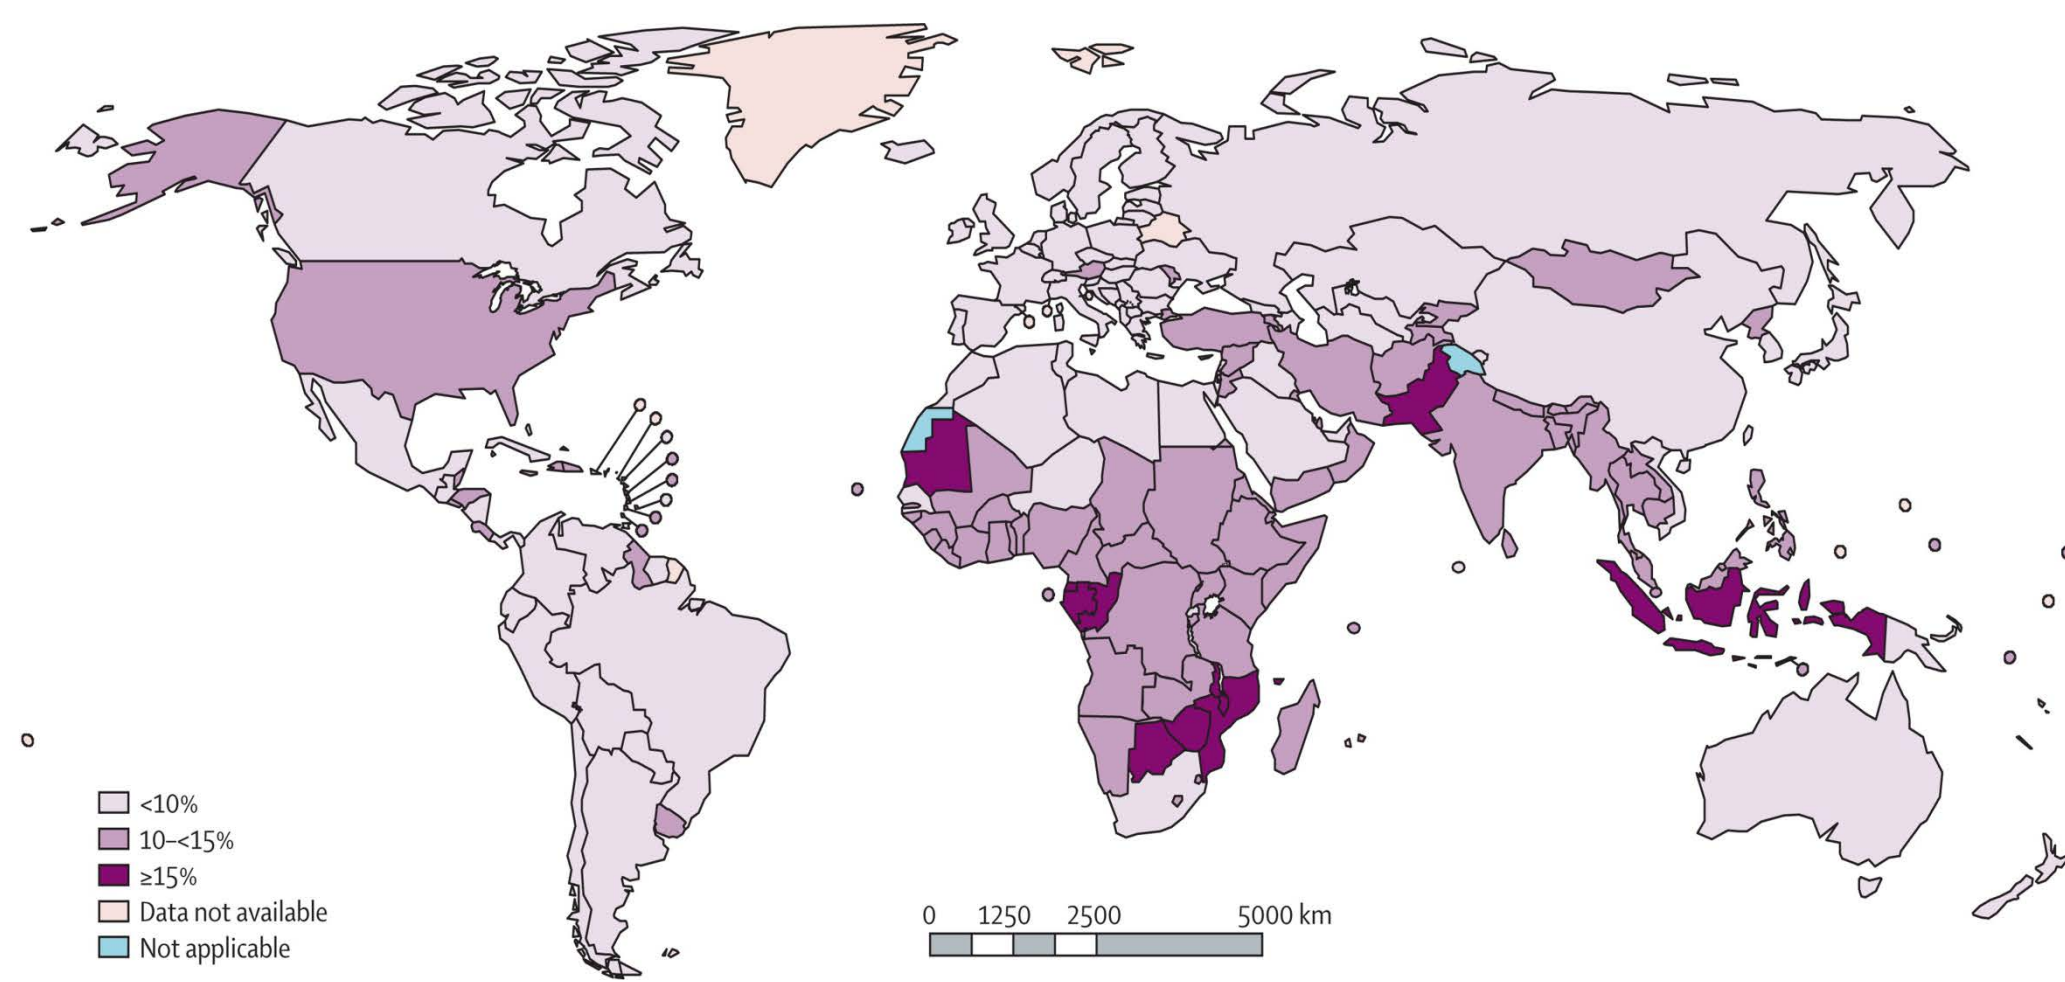 <10%
10–<15%
≥15%
Data not available
Not applicable
0 1250 2500 5000 km